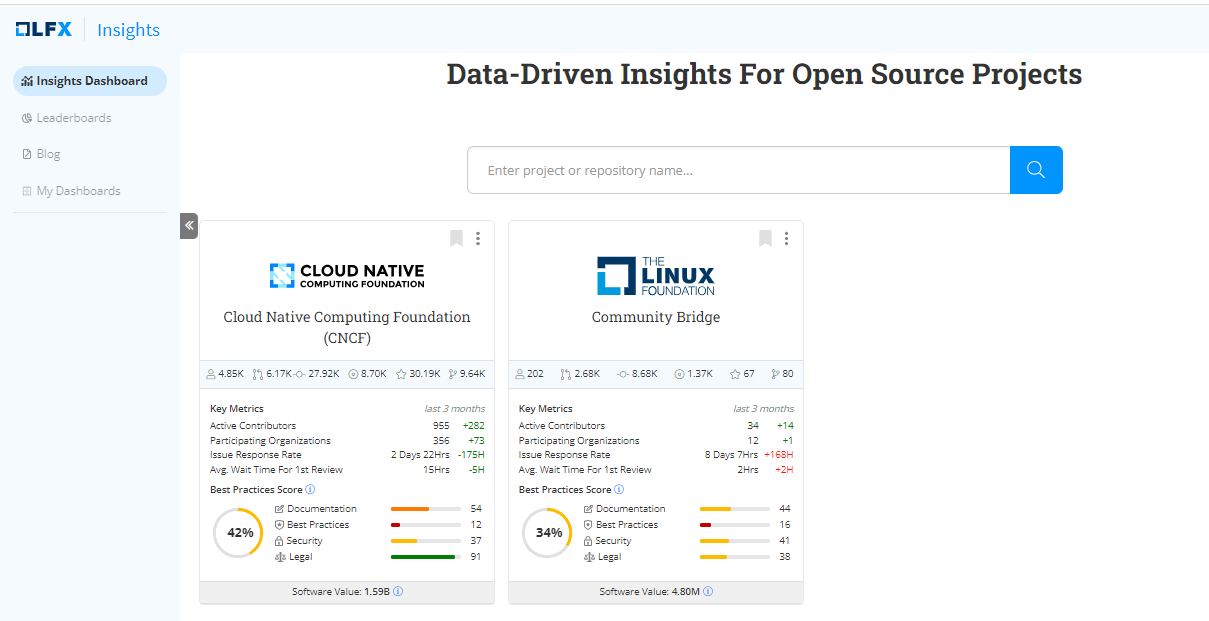 LFX Insights
Insights Dashboard
Leaderboards
Blog
My Dashboards
Data-Driven Insights For Open Source Projects
Enter project or repository name...
CLOUD NATIVE
COMPUTING FOUNDATION
Cloud Native Computing Foundation
(CNCF)
4.85K 6.17K 27.92K 8.70K 30.19K 9.64K
Key Metrics last 3 months
Active Contributors 955 +282
Participating Organizations 356 +73
Issue Response Rate 2 Days 22Hrs -175H
Avg. Wait Time For 1st Review 15Hrs -5H
Best Practices Score
42%
Documentation 54
Best Practices 12
Security 37
Legal 91
Software Value: 1.59B
THE
LINUX
FOUNDATION
Community Bridge
202 2.68K 8.68K 1.37K 67 80
Key Metrics last 3 months
Active Contributors 34 +14
Participating Organizations 12 +1
Issue Response Rate 8 Days 7Hrs +168H
Avg. Wait Time For 1st Review 2Hrs +2H
Best Practices Score
34%
Documentation 44
Best Practices 16
Security 41
Legal 38
Software Value: 4.80M